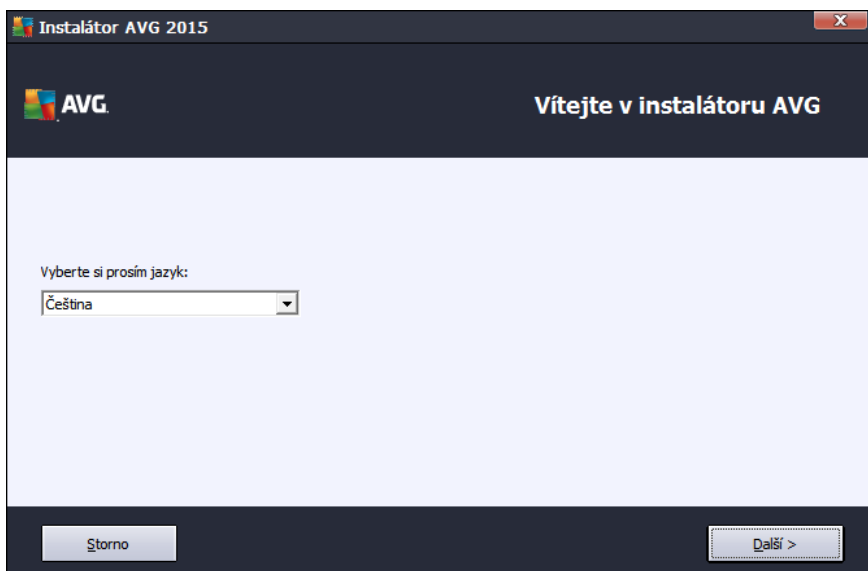 Instalátor AVG 2015
AVG.
Vítejte v instalátoru AVG
Vyberte si prosím jazyk:
Čeština
Storno
Další >